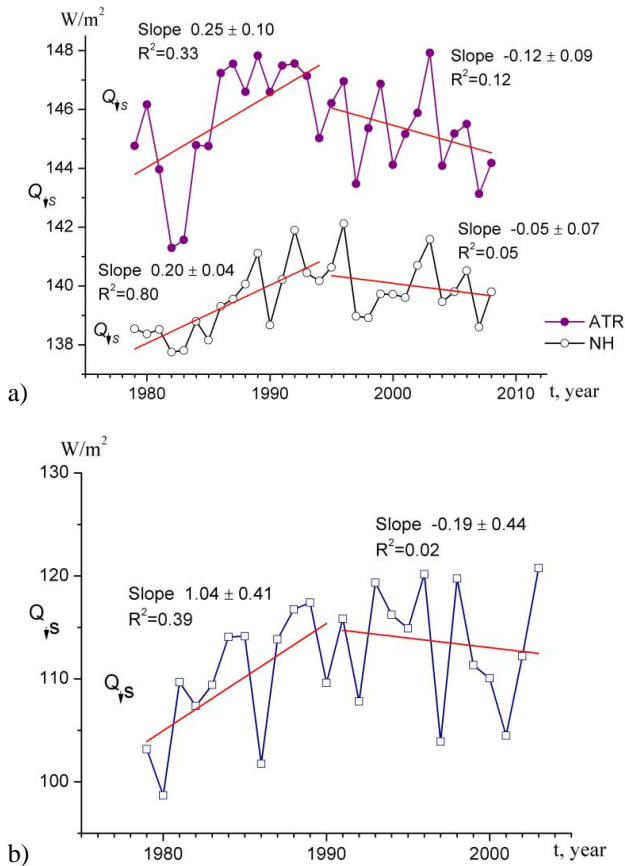 W/m²
Slope 0.25 ± 0.10
R²=0.33
Slope -0.12 ± 0.09
R²=0.12
148
146
144
142
140
138
Q↓s
Q↓s
Slope 0.20 ± 0.04
R²=0.80
Slope -0.05 ± 0.07
R²=0.05
Q↓s
ATR
NH
1980 1990 2000 2010
a)
t, year
W/m²
130
120
110
100
Slope -0.19 ± 0.44
R²=0.02
Slope 1.04 ± 0.41
R²=0.39
Q↓s
Q↓s
1980 1990 2000
b)
t, year